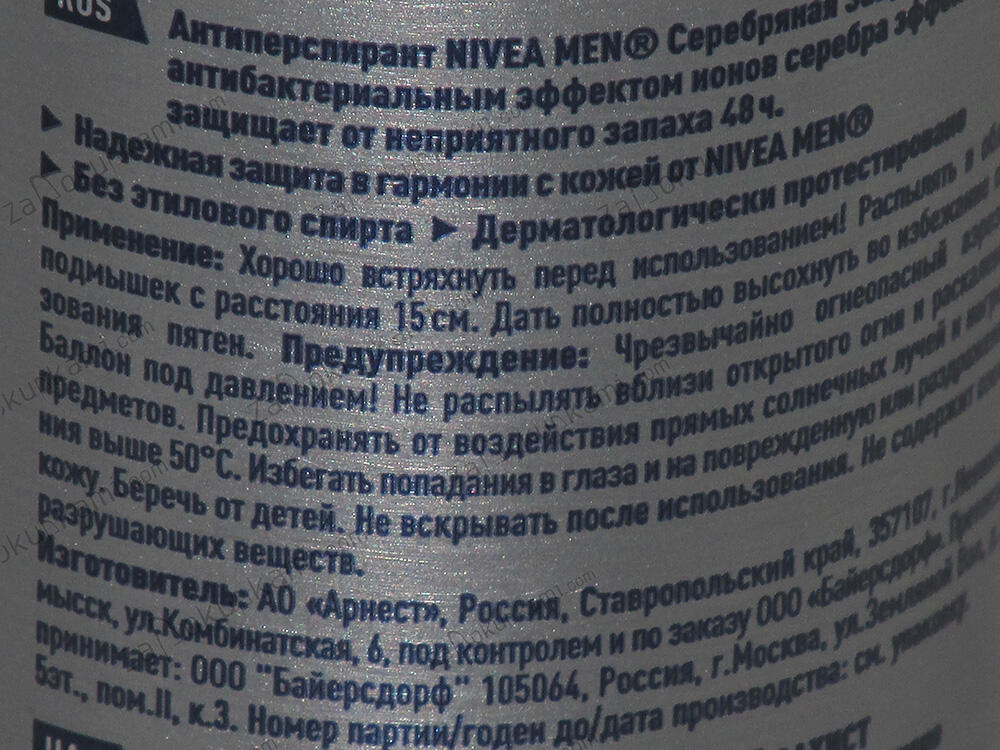 RUS
Антиперспирант NIVEA MEN® Серебряная
антибактериальным эффектом ионов серебра
защищает от неприятного запаха 48 ч.
► Надежная защита в гармонии с кожей от NIVEA MEN®
► Без этилового спирта ► Дерматологически протестировано
Применение: Хорошо встряхнуть перед использованием! Распылять в
подмышек с расстояния 15 см. Дать полностью высохнуть во избежание
зования пятен. Предупреждение: Чрезвычайно огнеопасный
Баллон под давлением! Не распылять вблизи открытого огня и
предметов. Предохранять от воздействия прямых солнечных лучей и
ния выше 50°С. Избегать попадания в глаза и на поврежденную или
кожу. Беречь от детей. Не вскрывать после использования. Не содержит
разрушающих веществ.
Изготовитель: АО «Арнест», Россия, Ставропольский край, 357107, г.
мысск, ул.Комбинатская, 6, под контролем и по заказу ООО «Байерсдорф».
принимает: ООО "Байерсдорф" 105064, Россия, г.Москва, ул.Земляной Вал,
5эт., пом.II, к.3. Номер партии/годен до/дата производства: см. упаковку.